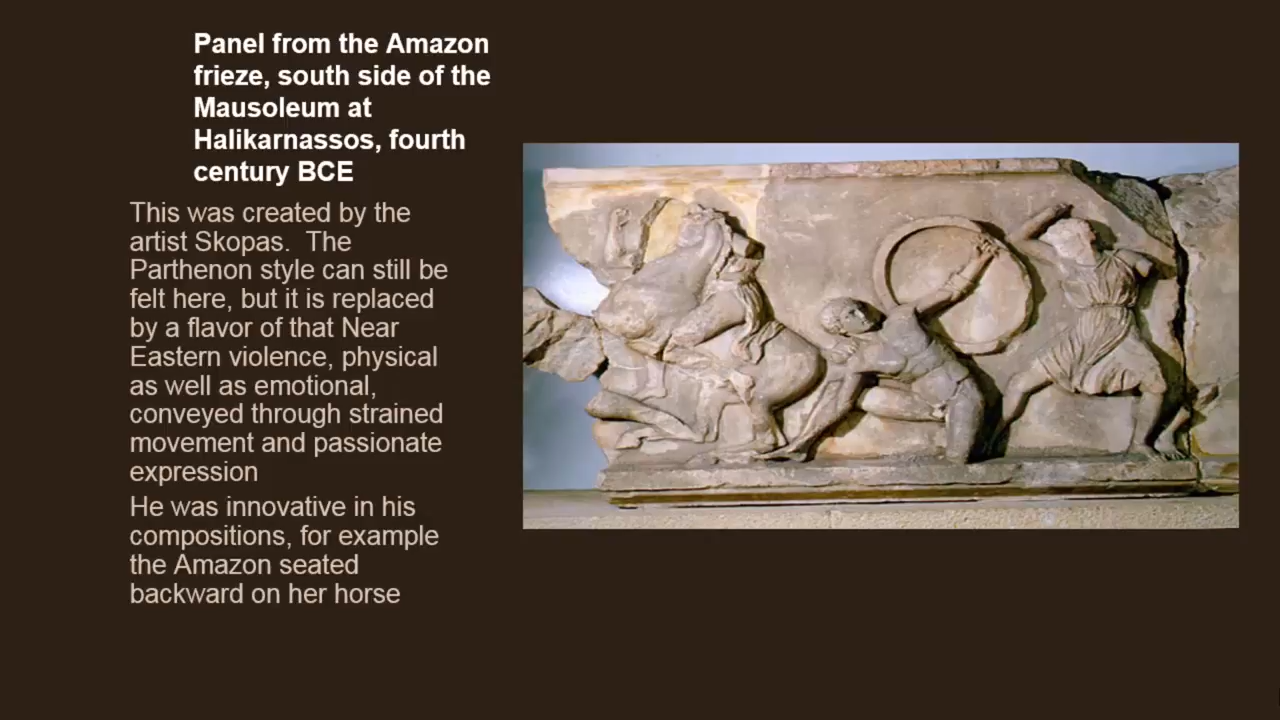 Panel from the Amazon
frieze, south side of the
Mausoleum at
Halikarnassos, fourth
century BCE
This was created by the
artist Skopas.  The
Parthenon style can still be
felt here, but it is replaced
by a flavor of that Near
Eastern violence, physical
as well as emotional,
conveyed through strained
movement and passionate
expression
He was innovative in his
compositions, for example
the Amazon seated
backward on her horse